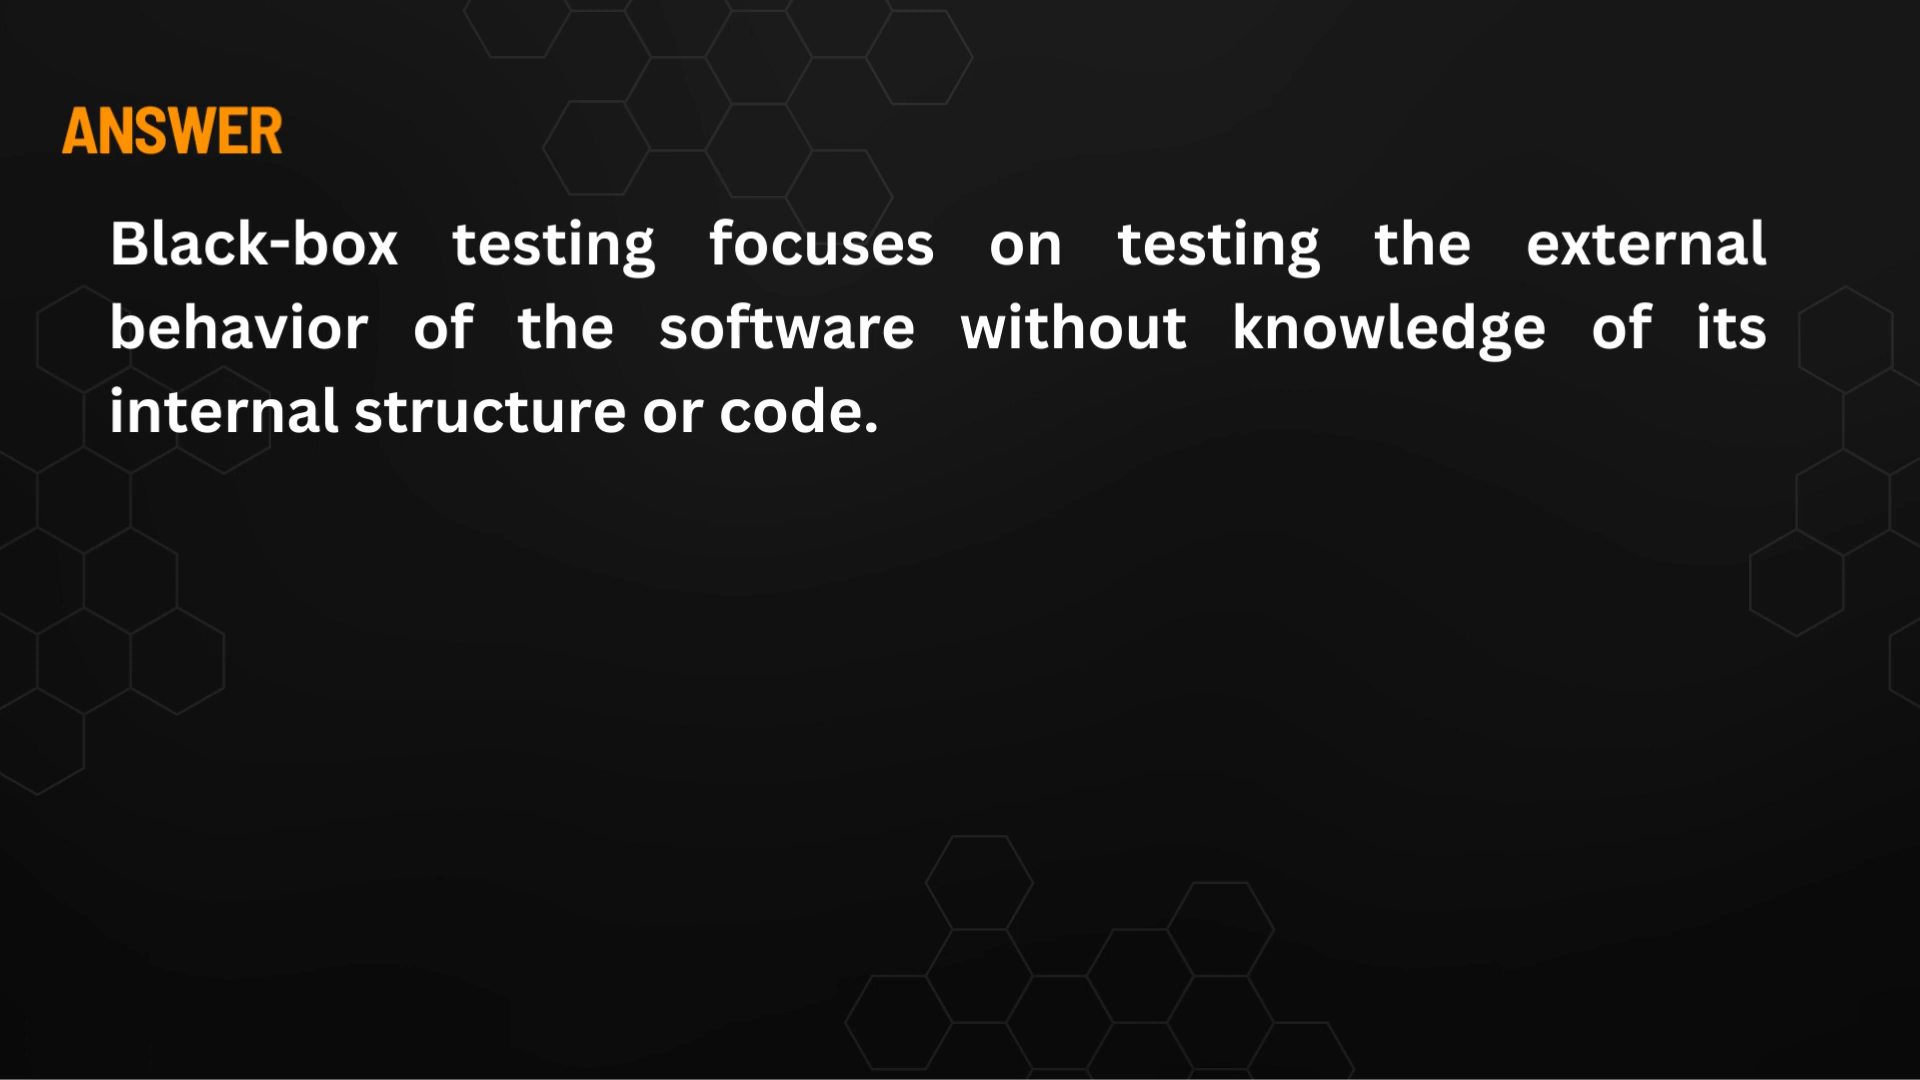 ANSWER
Black-box testing focuses on testing the external
behavior of the software without knowledge of its
internal structure or code.